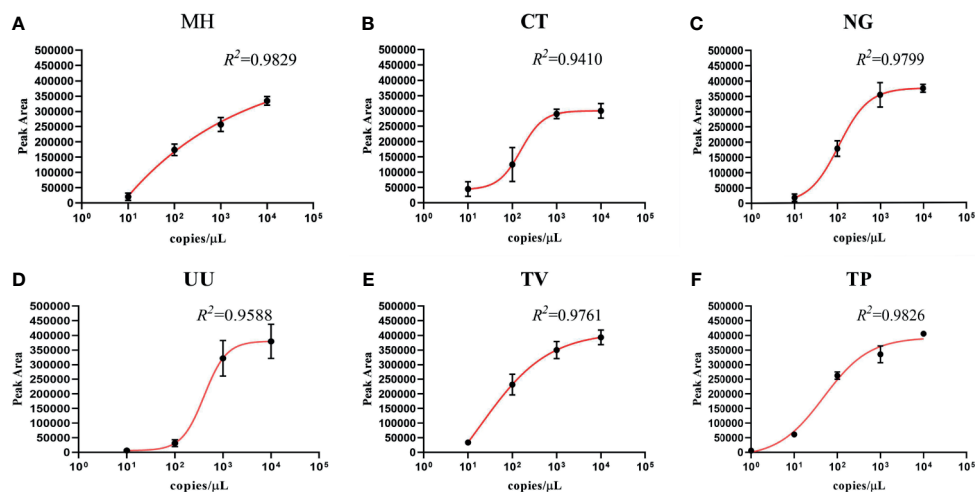 A MH
R²=0.9829
Peak Area
500000
450000
400000
350000
300000
250000
200000
150000
100000
50000
0
10⁰ 10¹ 10² 10³ 10⁴ 10⁵
copies/μL
B CT
R²=0.9410
Peak Area
500000
450000
400000
350000
300000
250000
200000
150000
100000
50000
0
10⁰ 10¹ 10² 10³ 10⁴ 10⁵
copies/μL
C NG
R²=0.9799
Peak Area
500000
450000
400000
350000
300000
250000
200000
150000
100000
50000
0
10⁰ 10¹ 10² 10³ 10⁴ 10⁵
copies/μL
D UU
R²=0.9588
Peak Area
500000
450000
400000
350000
300000
250000
200000
150000
100000
50000
0
10⁰ 10¹ 10² 10³ 10⁴ 10⁵
copies/μL
E TV
R²=0.9761
Peak Area
500000
450000
400000
350000
300000
250000
200000
150000
100000
50000
0
10⁰ 10¹ 10² 10³ 10⁴ 10⁵
copies/μL
F TP
R²=0.9826
Peak Area
500000
450000
400000
350000
300000
250000
200000
150000
100000
50000
0
10⁰ 10¹ 10² 10³ 10⁴ 10⁵
copies/μL